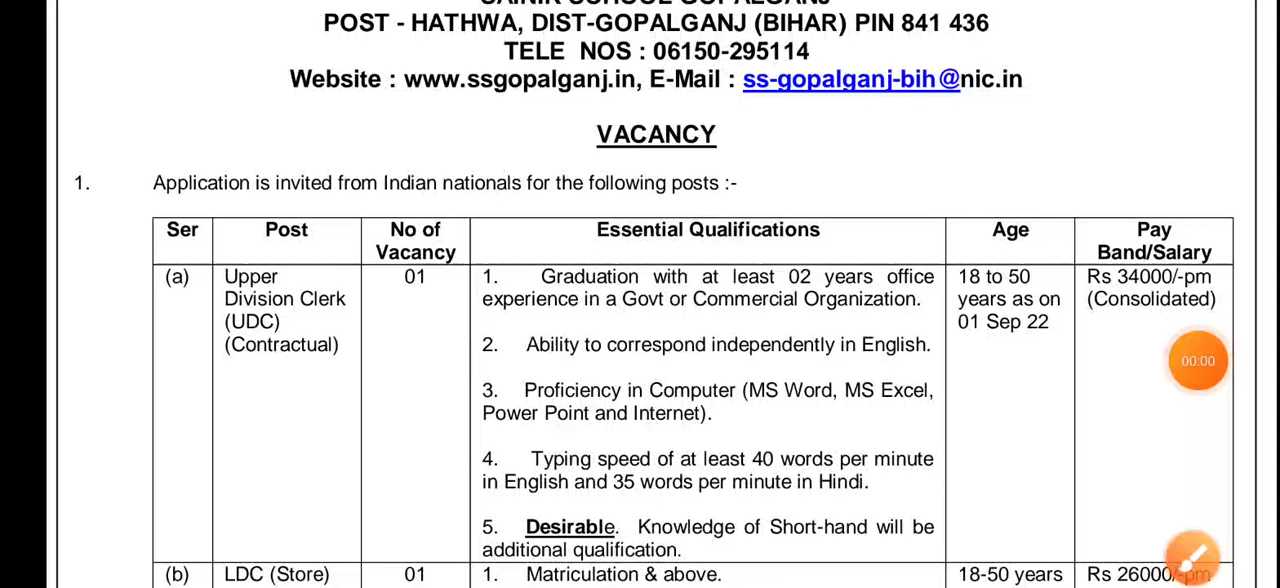 SAINIK SCHOOL GOPALGANJ
POST - HATHWA, DIST-GOPALGANJ (BIHAR) PIN 841 436
TELE NOS : 06150-295114
Website : www.ssgopalganj.in, E-Mail : ss-gopalganj-bih@nic.in
VACANCY
1. Application is invited from Indian nationals for the following posts :-
Ser Post No of Vacancy Essential Qualifications Age Pay Band/Salary
(a) Upper Division Clerk (UDC) (Contractual)
01
1. Graduation with at least 02 years office
experience in a Govt or Commercial Organization.
2. Ability to correspond independently in English.
3. Proficiency in Computer (MS Word, MS Excel,
Power Point and Internet).
4. Typing speed of at least 40 words per minute
in English and 35 words per minute in Hindi.
5. Desirable. Knowledge of Short-hand will be
additional qualification.
18 to 50
years as on
01 Sep 22
Rs 34000/-pm
(Consolidated)
00:00
(b) LDC (Store) 01 1. Matriculation & above. 18-50 years Rs 26000/-pm